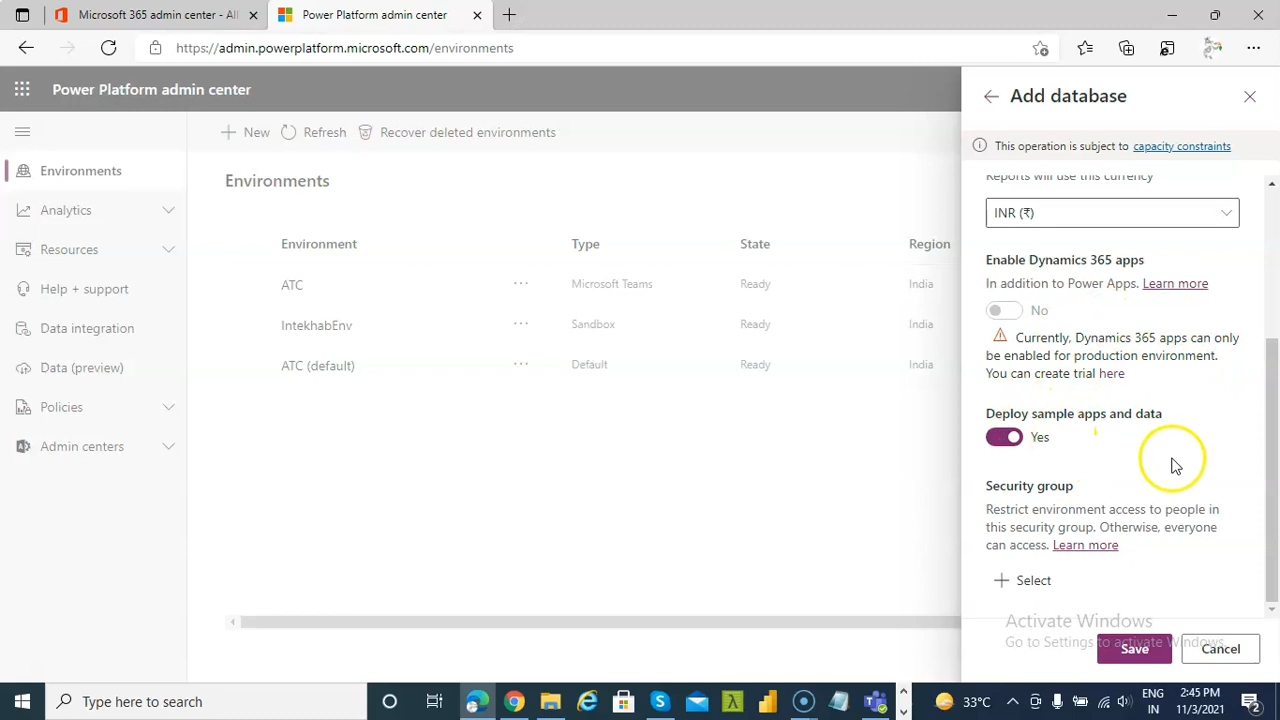 Microsoft 365 admin center - All
Power Platform admin center
https://admin.powerplatform.microsoft.com/environments
Power Platform admin center
Add database
This operation is subject to capacity constraints
New
Refresh
Recover deleted environments
Environments
Analytics
Resources
Help + support
Data integration
Data (preview)
Policies
Admin centers
Environments
Environment Type State Region
ATC ... Microsoft Teams Ready India
IntekhabEnv ... Sandbox Ready India
ATC (default) ... Default Ready India
Reports will use this currency
INR (₹)
Enable Dynamics 365 apps
In addition to Power Apps. Learn more
No
Currently, Dynamics 365 apps can only
be enabled for production environment.
You can create trial here
Deploy sample apps and data
Yes
Security group
Restrict environment access to people in
this security group. Otherwise, everyone
can access. Learn more
Select
Activate Windows
Go to Settings to activate Windows.
Save
Cancel
Type here to search
33°C
ENG
IN
2:45 PM
11/3/2021
2